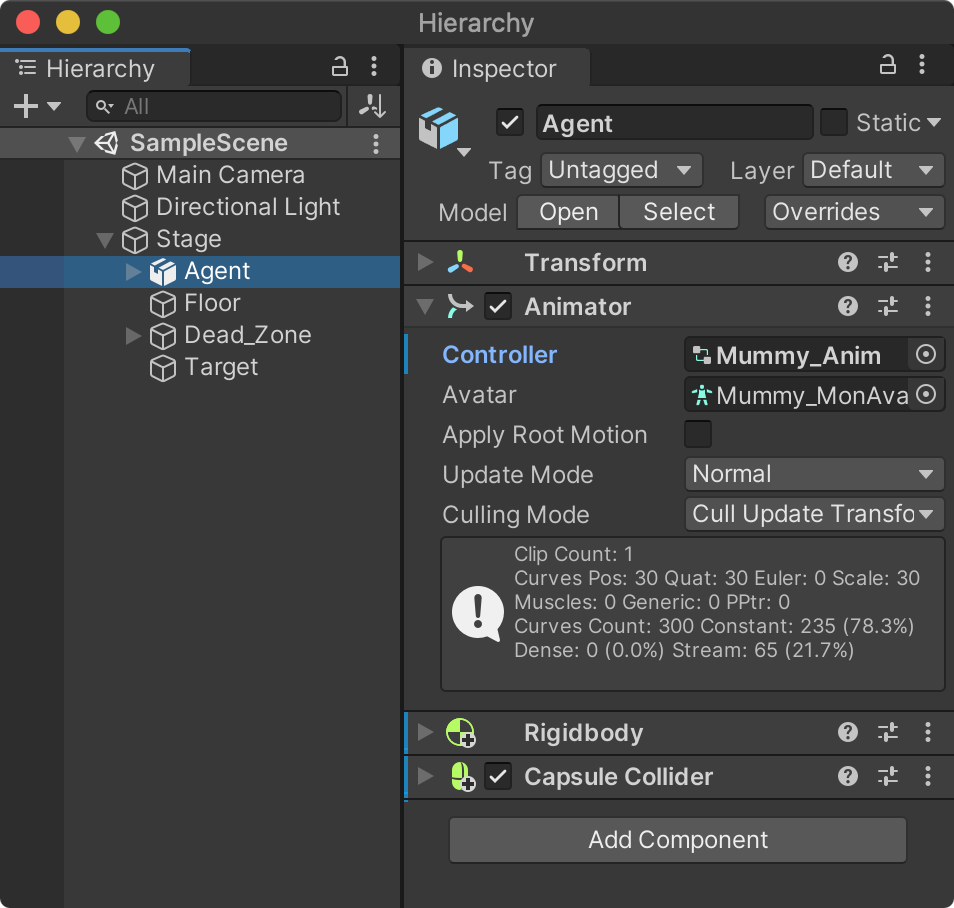 Hierarchy
Hierarchy
All
SampleScene
Main Camera
Directional Light
Stage
Agent
Floor
Dead_Zone
Target
Inspector
Agent
Static
Tag Untagged Layer Default
Model Open Select Overrides
Transform
Animator
Controller Mummy_Anim
Avatar Mummy_MonAva
Apply Root Motion
Update Mode Normal
Culling Mode Cull Update Transfo
Clip Count: 1
Curves Pos: 30 Quat: 30 Euler: 0 Scale: 30
Muscles: 0 Generic: 0 PPtr: 0
Curves Count: 300 Constant: 235 (78.3%)
Dense: 0 (0.0%) Stream: 65 (21.7%)
Rigidbody
Capsule Collider
Add Component